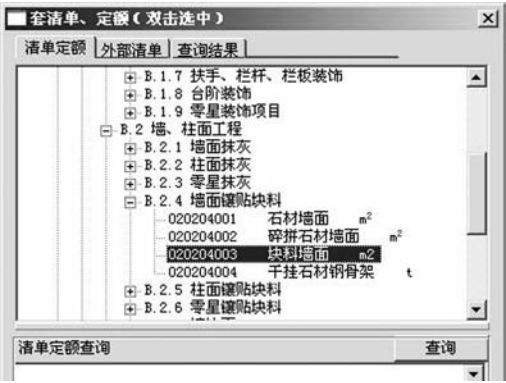 套清单、定额(双击选中)
清单定额 外部清单 查询结果
B.1.7 扶手、栏杆、栏板装饰
B.1.8 台阶装饰
B.1.9 零星装饰项目
B.2 墙、柱面工程
B.2.1 墙面抹灰
B.2.2 柱面抹灰
B.2.3 零星抹灰
B.2.4 墙面镶贴块料
020204001 石材墙面 m²
020204002 碎拼石材墙面 m²
020204003 块料墙面 m2
020204004 干挂石材钢骨架 t
B.2.5 柱面镶贴块料
B.2.6 零星镶贴块料
清单定额查询 查询